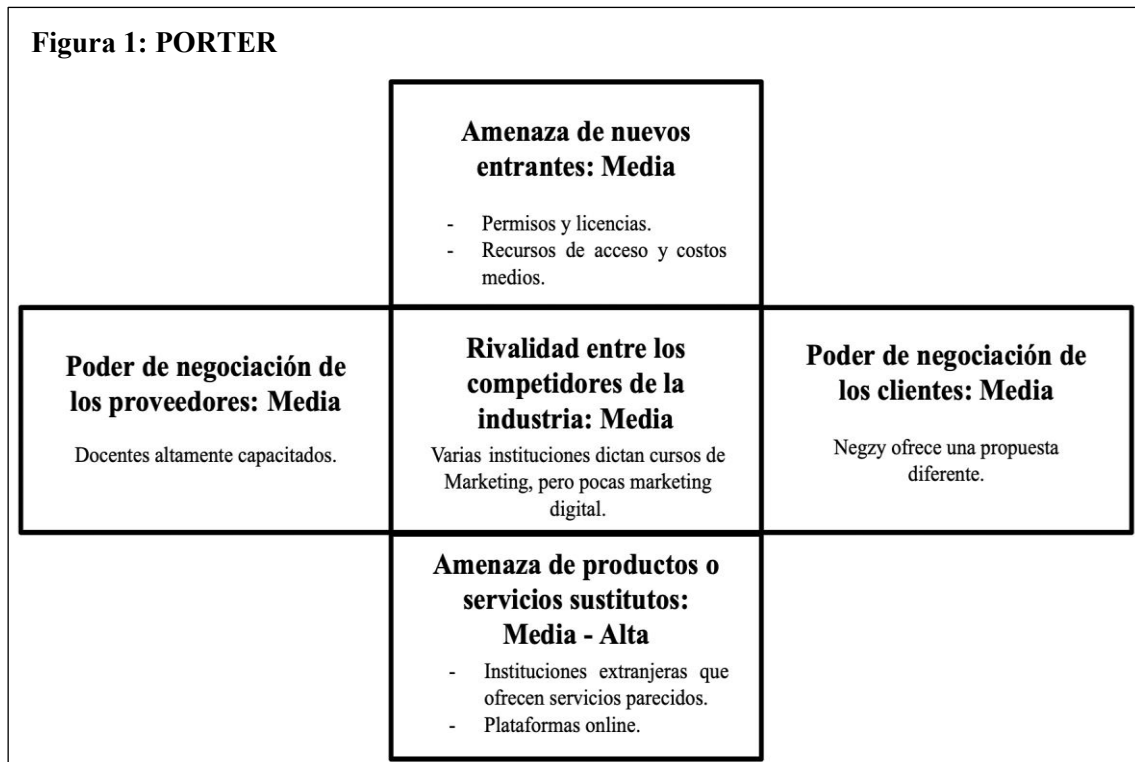 Figura 1: PORTER
Amenaza de nuevos
entrantes: Media
- Permisos y licencias.
- Recursos de acceso y costos
medios.
Poder de negociación de
los proveedores: Media
Docentes altamente capacitados.
Rivalidad entre los
competidores de la
industria: Media
Varias instituciones dictan cursos de
Marketing, pero pocas marketing
digital.
Poder de negociación de
los clientes: Media
Negzy ofrece una propuesta
diferente.
Amenaza de productos o
servicios sustitutos:
Media - Alta
- Instituciones extranjeras que
ofrecen servicios parecidos.
- Plataformas online.